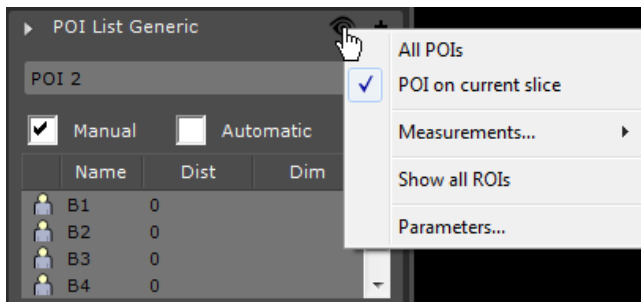 POI List Generic
All POIs
POI 2
POI on current slice
Manual Automatic
Measurements...
Name Dist Dim
Show all ROIs
B1 0
B2 0
Parameters...
B3 0
B4 0